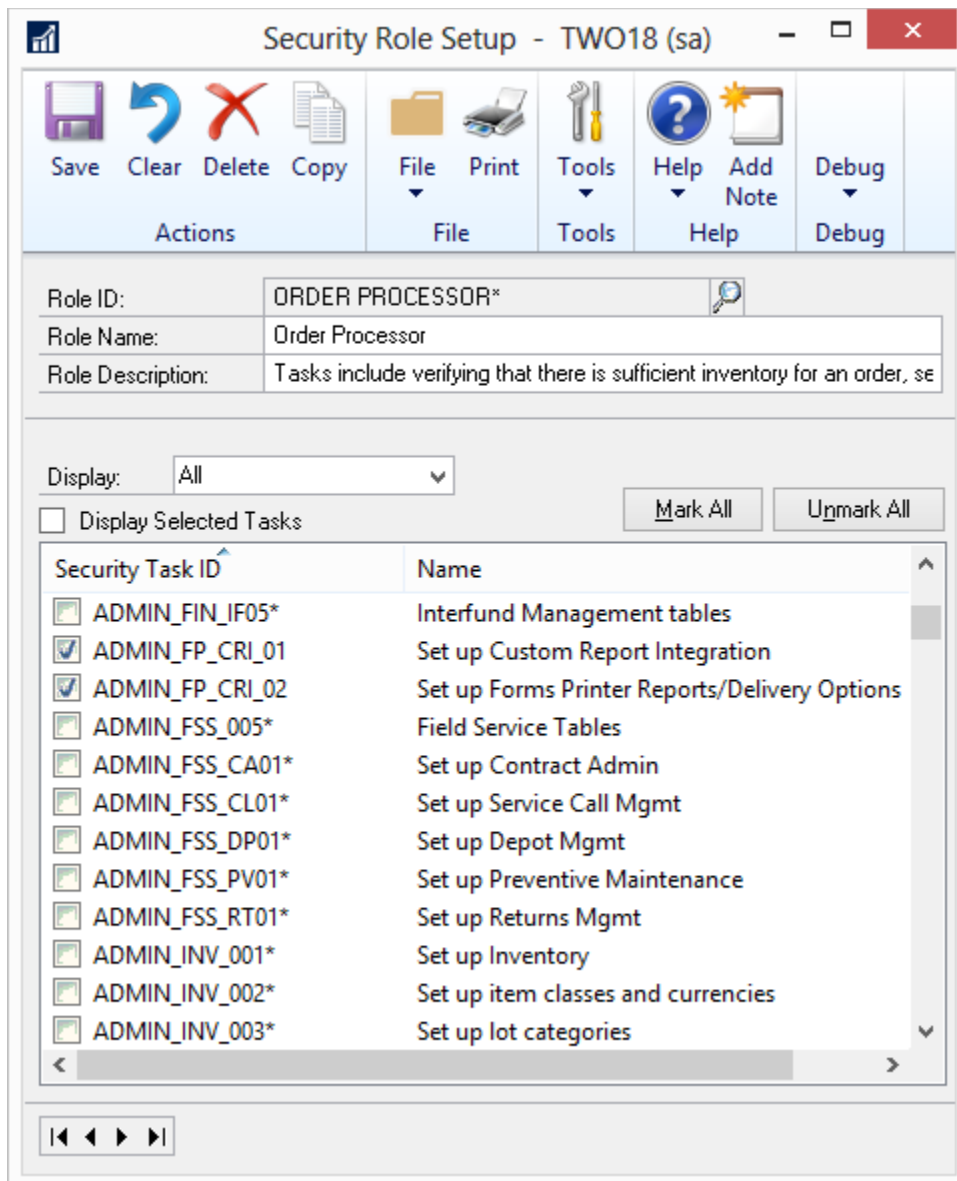 Security Role Setup - TWO18 (sa)
Save Clear Delete Copy File Print Tools Help Add Note Debug
Actions File Tools Help Debug
Role ID: ORDER PROCESSOR*
Role Name: Order Processor
Role Description: Tasks include verifying that there is sufficient inventory for an order, se
Display: All
Display Selected Tasks Mark All Unmark All
Security Task ID Name
ADMIN_FIN_IF05* Interfund Management tables
ADMIN_FP_CRI_01 Set up Custom Report Integration
ADMIN_FP_CRI_02 Set up Forms Printer Reports/Delivery Options
ADMIN_FSS_005* Field Service Tables
ADMIN_FSS_CA01* Set up Contract Admin
ADMIN_FSS_CL01* Set up Service Call Mgmt
ADMIN_FSS_DP01* Set up Depot Mgmt
ADMIN_FSS_PV01* Set up Preventive Maintenance
ADMIN_FSS_RT01* Set up Returns Mgmt
ADMIN_INV_001* Set up Inventory
ADMIN_INV_002* Set up item classes and currencies
ADMIN_INV_003* Set up lot categories